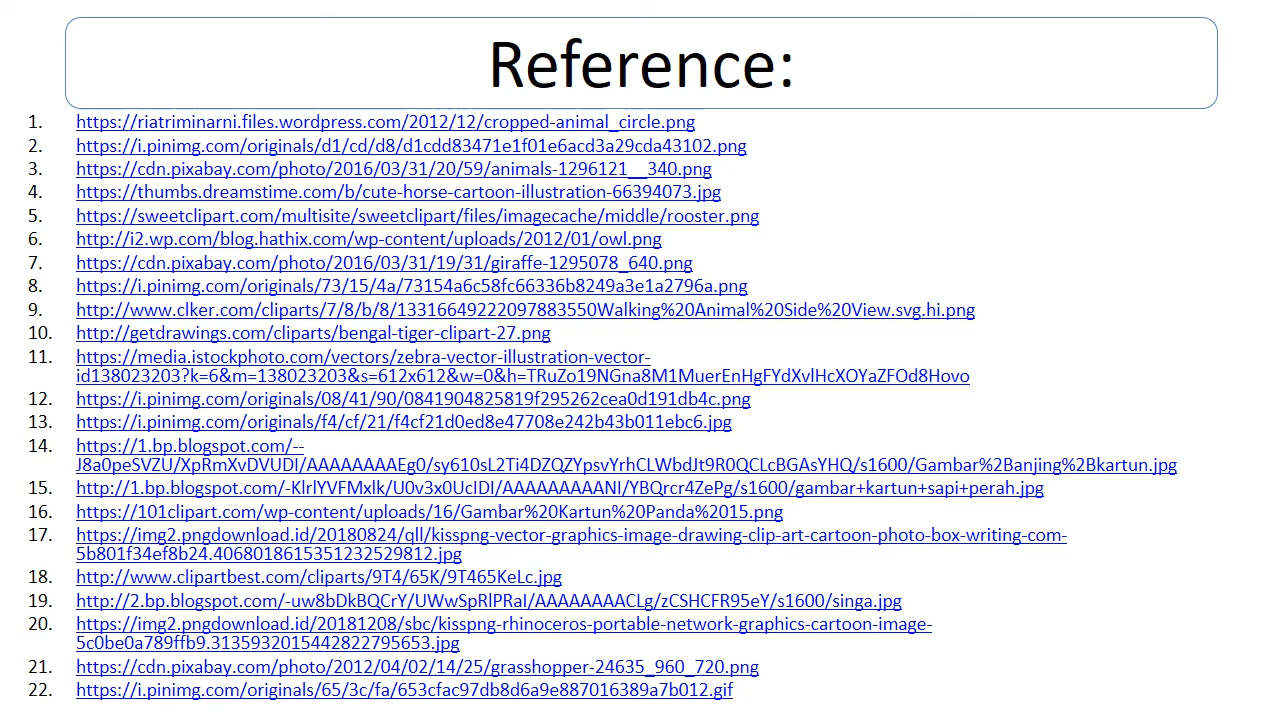 Reference:
1. https://riatriminarni.files.wordpress.com/2012/12/cropped-animal_circle.png
2. https://i.pinimg.com/originals/d1/cd/d8/d1cdd83471e1f01e6acd3a29cda43102.png
3. https://cdn.pixabay.com/photo/2016/03/31/20/59/animals-1296121__340.png
4. https://thumbs.dreamstime.com/b/cute-horse-cartoon-illustration-66394073.jpg
5. https://sweetclipart.com/multisite/sweetclipart/files/imagecache/middle/rooster.png
6. http://i2.wp.com/blog.hathix.com/wp-content/uploads/2012/01/owl.png
7. https://cdn.pixabay.com/photo/2016/03/31/19/31/giraffe-1295078_640.png
8. https://i.pinimg.com/originals/73/15/4a/73154a6c58fc66336b8249a3e1a2796a.png
9. http://www.clker.com/cliparts/7/8/b/8/13316649222097883550Walking%20Animal%20Side%20View.svg.hi.png
10. http://getdrawings.com/cliparts/bengal-tiger-clipart-27.png
11. https://media.istockphoto.com/vectors/zebra-vector-illustration-vector-
id138023203?k=6&m=138023203&s=612x612&w=0&h=TRuZo19NGna8M1MuerEnHgFYdXvlHcXOYaZFOd8Hovo
12. https://i.pinimg.com/originals/08/41/90/0841904825819f295262cea0d191db4c.png
13. https://i.pinimg.com/originals/f4/cf/21/f4cf21d0ed8e47708e242b43b011ebc6.jpg
14. https://1.bp.blogspot.com/--
J8a0peSVZU/XpRmXvDVUDI/AAAAAAAAEg0/sy610sL2Ti4DZQZYpsvYrhCLWbdJt9R0QCLcBGAsYHQ/s1600/Gambar%2Banjing%2Bkartun.jpg
15. http://1.bp.blogspot.com/-KlrlYVFMxlk/U0v3x0UcIDI/AAAAAAAAANI/YBQrcr4ZePg/s1600/gambar+kartun+sapi+perah.jpg
16. https://101clipart.com/wp-content/uploads/16/Gambar%20Kartun%20Panda%2015.png
17. https://img2.pngdownload.id/20180824/qll/kisspng-vector-graphics-image-drawing-clip-art-cartoon-photo-box-writing-com-
5b801f34ef8b24.4068018615351232529812.jpg
18. http://www.clipartbest.com/cliparts/9T4/65K/9T465KeLc.jpg
19. http://2.bp.blogspot.com/-uw8bDkBQCrY/UWwSpRlPRaI/AAAAAAAACLg/zCSHCFR95eY/s1600/singa.jpg
20. https://img2.pngdownload.id/20181208/sbc/kisspng-rhinoceros-portable-network-graphics-cartoon-image-
5c0be0a789ffb9.3135932015442822795653.jpg
21. https://cdn.pixabay.com/photo/2012/04/02/14/25/grasshopper-24635_960_720.png
22. https://i.pinimg.com/originals/65/3c/fa/653cfac97db8d6a9e887016389a7b012.gif